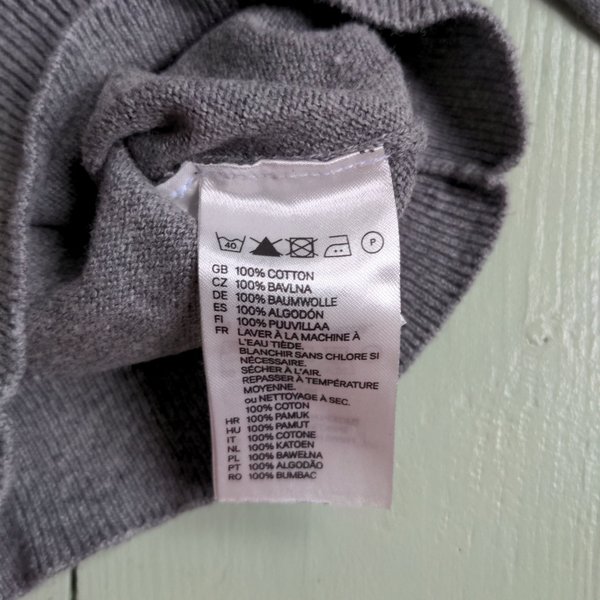 40 P
GB 100% COTTON
CZ 100% BAVLNA
DE 100% BAUMWOLLE
ES 100% ALGODÓN
FI 100% PUUVILLAA
FR LAVER À LA MACHINE À
L'EAU TIÈDE.
BLANCHIR SANS CHLORE SI
NÉCESSAIRE.
SÉCHER À L'AIR.
REPASSER À TEMPÉRATURE
MOYENNE.
ou NETTOYAGE À SEC.
100% COTON
HR 100% PAMUK
HU 100% PAMUT
IT 100% COTONE
NL 100% KATOEN
PL 100% BAWEŁNA
PT 100% ALGODÃO
RO 100% BUMBAC